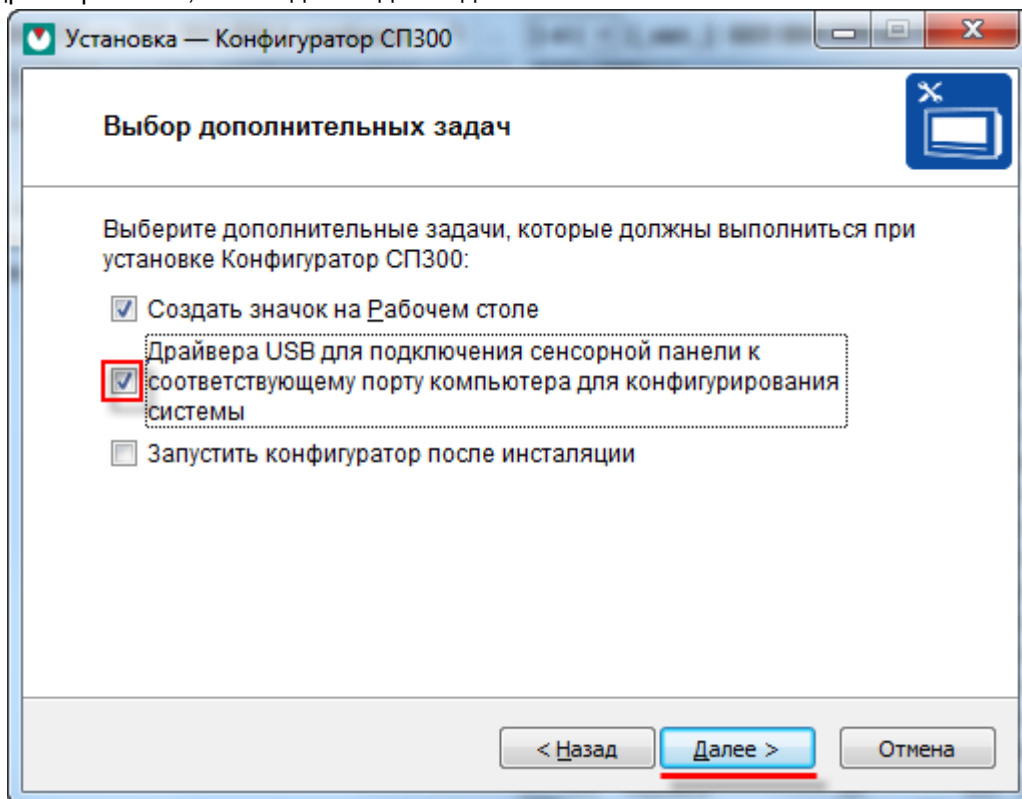 Установка — Конфигуратор СП300
Выбор дополнительных задач
Выберите дополнительные задачи, которые должны выполниться при
установке Конфигуратор СП300:
Создать значок на Рабочем столе
Драйвера USB для подключения сенсорной панели к
соответствующему порту компьютера для конфигурирования
системы
Запустить конфигуратор после инсталяции
< Назад
Далее >
Отмена